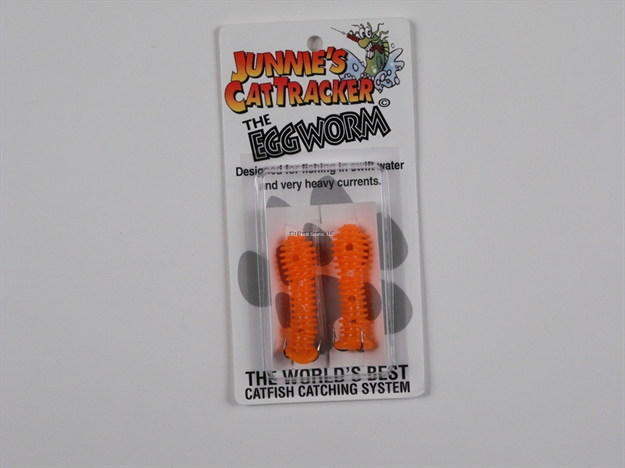 JUNNIE'S
CATTRACKER
THE
EGGWORM ©
Designed for fishing in swift water
and very heavy currents.
THE WORLD'S BEST
CATFISH CATCHING SYSTEM